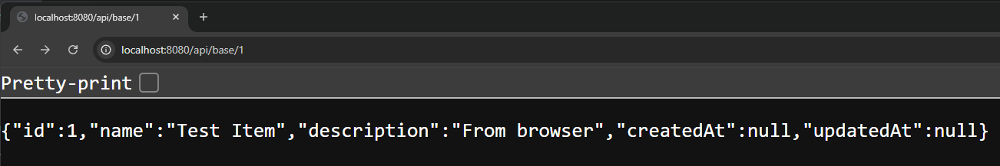 localhost:8080/api/base/1
localhost:8080/api/base/1
Pretty-print
{"id":1,"name":"Test Item","description":"From browser","createdAt":null,"updatedAt":null}